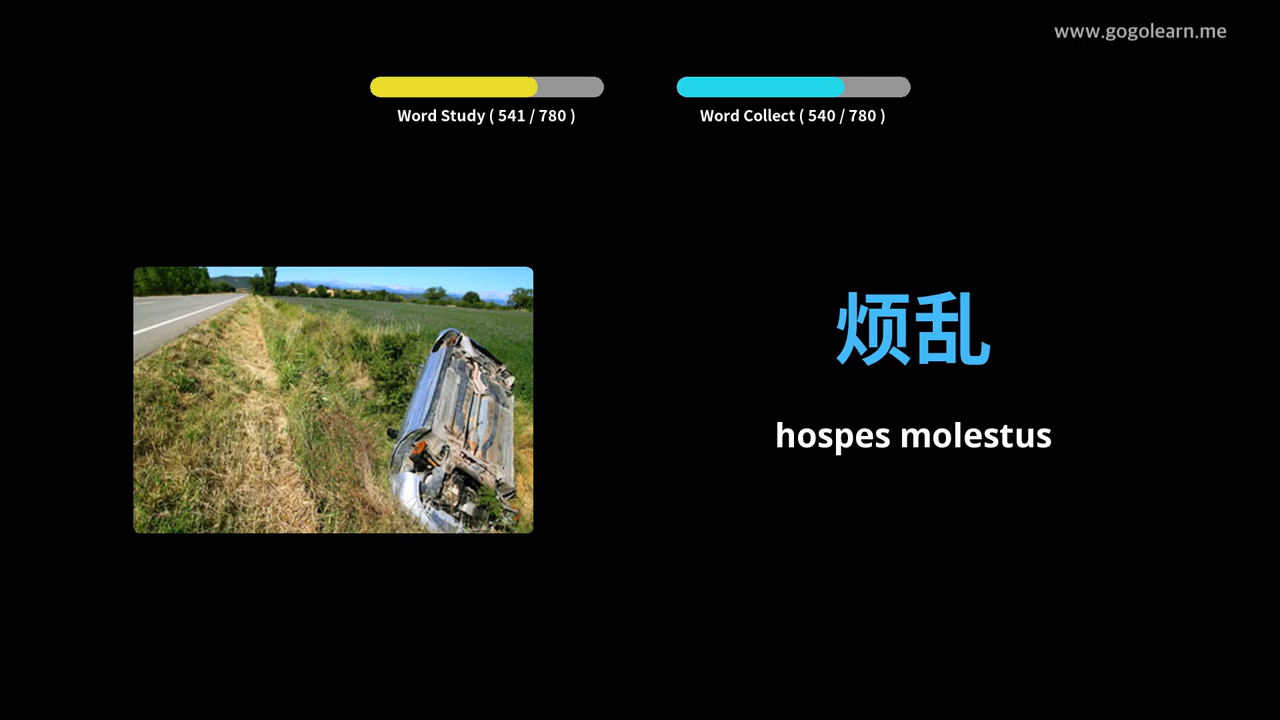 www.gogolearn.me
Word Study ( 541 / 780 )
Word Collect ( 540 / 780 )
烦乱
hospes molestus